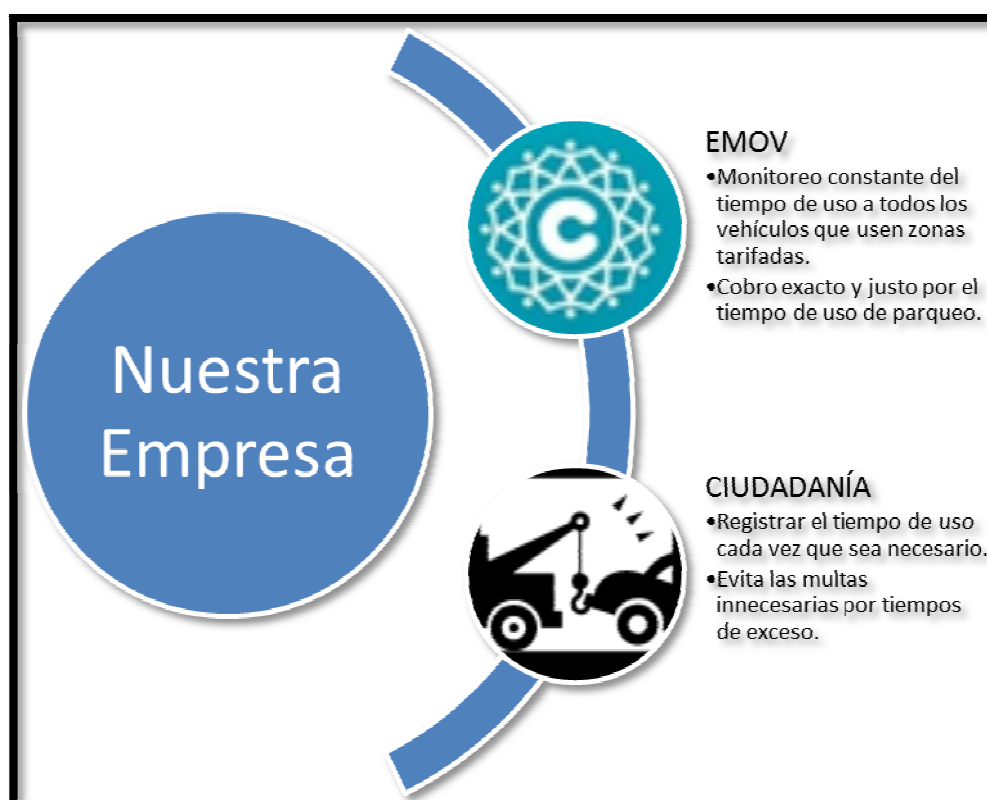 Nuestra
Empresa
C
EMOV
•Monitoreo constante del
tiempo de uso a todos los
vehículos que usen zonas
tarifadas.
•Cobro exacto y justo por el
tiempo de uso de parqueo.
CIUDADANÍA
•Registrar el tiempo de uso
cada vez que sea necesario.
•Evita las multas
innecesarias por tiempos
de exceso.